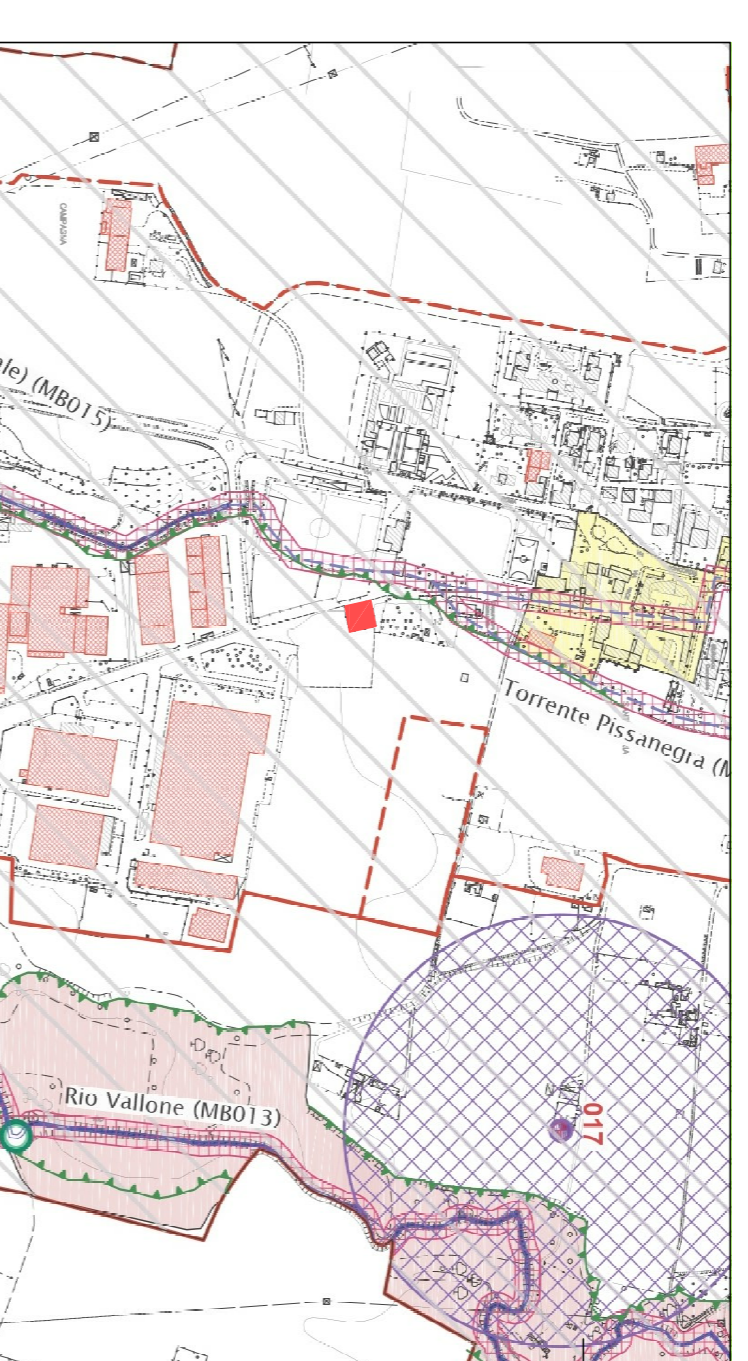 CAMPAGNA
ale) (MB015)
Torrente Pissanegra (M
017
Rio Vallone (MB013)